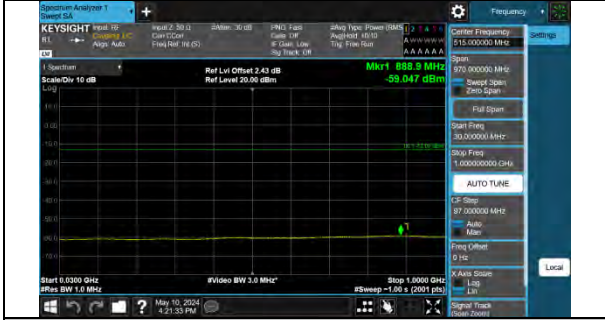 Spectrum Analyzer 1
Swept SA
+
Frequency
KEYSIGHT
Input: RF
Coupling: DC
Align: Auto
Input Z: 50 Ω
Corr CCorr
Freq Ref: Int (S)
#Atten: 30 dB
PNO: Fast
Gate: Off
IF Gain: Low
Sig Track: Off
#Avg Type: Power (RMS)
Avg|Hold: 10/10
Trig: Free Run
A A A A A A
Center Frequency
515.000000 MHz
Settings
1 Spectrum
Scale/Div 10 dB
Log
Ref Lvl Offset 2.43 dB
Ref Level 20.00 dBm
Mkr1 888.9 MHz
-59.047 dBm
Span
970.000000 MHz
Swept Span
Zero Span
Full Span
Start Freq
30.000000 MHz
Stop Freq
1.000000000 GHz
AUTO TUNE
CF Step
97.000000 MHz
Auto
Man
Freq Offset
0 Hz
X Axis Scale
Log
Lin
Signal Track
(Span Zoom)
Local
1
Start 0.0300 GHz
#Res BW 1.0 MHz
#Video BW 3.0 MHz*
Stop 1.0000 GHz
#Sweep ~1.00 s (2001 pts)
?
May 10, 2024
4:21:33 PM